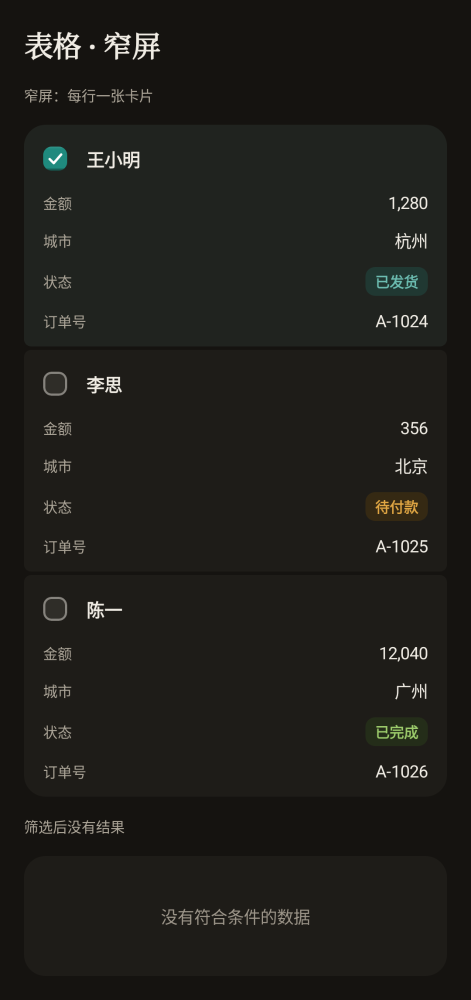 表格 · 窄屏
窄屏：每行一张卡片
王小明
金额 1,280
城市 杭州
状态 已发货
订单号 A-1024
李思
金额 356
城市 北京
状态 待付款
订单号 A-1025
陈一
金额 12,040
城市 广州
状态 已完成
订单号 A-1026
筛选后没有结果
没有符合条件的数据